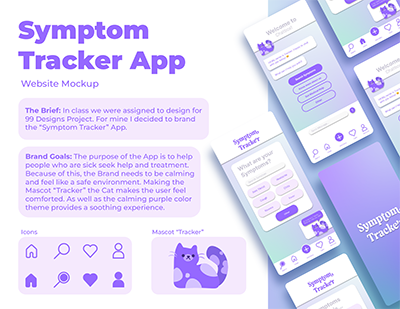 Symptom
Tracker App
Website Mockup
The Brief: In class we were assigned to design for
99 Designs Project. For mine I decided to brand
the "Symptom Tracker" App.
Brand Goals: The purpose of the App is to help
people who are sick seek help and treatment.
Because of this, the Brand needs to be calming
and feel like a safe environment. Making the
Mascot "Tracker" the Cat makes the user feel
comforted. As well as the calming purple color
theme provides a soothing experience.
Icons
Mascot "Tracker"
Welcome to
Symptom,
Tracker
What are your
Symptoms?
Symptom,
Tracker
Symptom,
Tracker